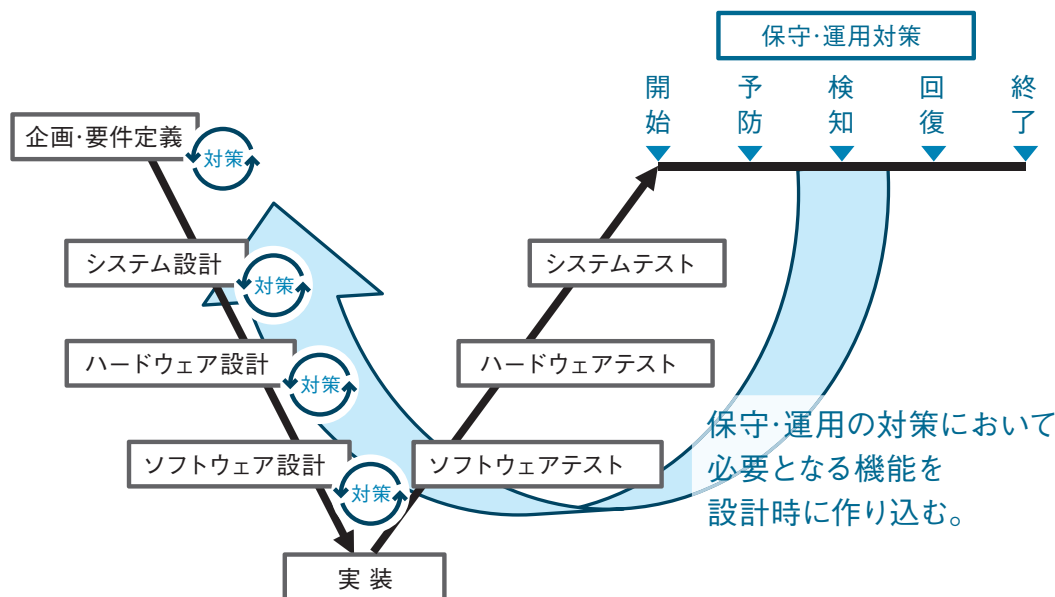 保守・運用対策
開始
予防
検知
回復
終了
企画・要件定義
対策
システム設計
対策
システムテスト
ハードウェア設計
対策
ハードウェアテスト
保守・運用の対策において
必要となる機能を
設計時に作り込む。
ソフトウェア設計
対策
ソフトウェアテスト
実 装